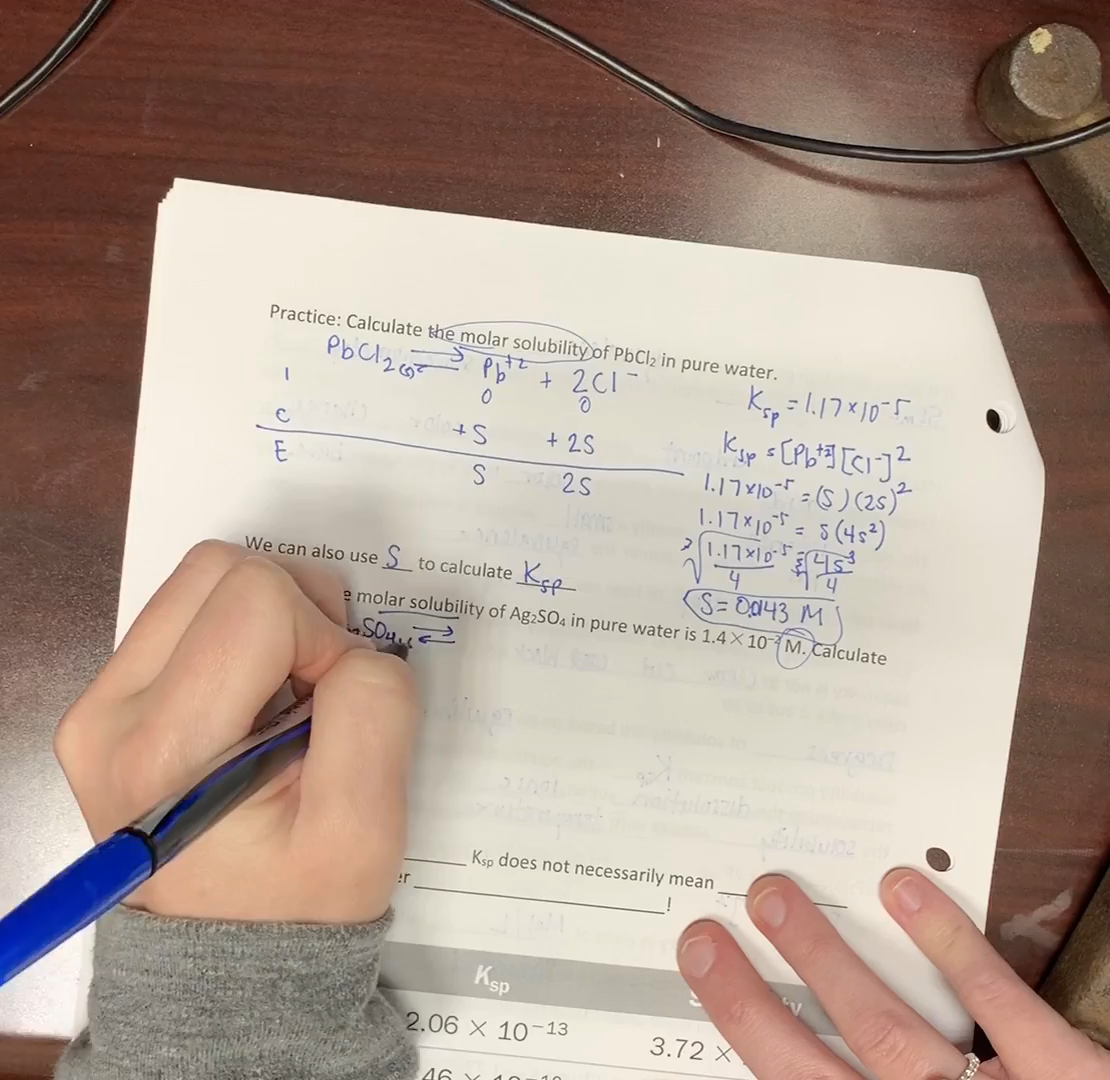 Practice: Calculate the molar solubility of PbCl₂ in pure water.
PbCl₂(s) ⇌ Pb⁺² + 2Cl⁻
I 0 0
C +S +2S
E S 2S
Ksp = 1.17×10⁻⁵
Ksp = [Pb⁺²][Cl⁻]²
1.17×10⁻⁵ = (S)(2S)²
1.17×10⁻⁵ = S(4s²)
³√1.17×10⁻⁵/4 = ³√4s³/4
S = 0.0143 M
We can also use S to calculate Ksp
molar solubility of Ag₂SO₄ in pure water is 1.4 × 10⁻² M. Calculate
SO₄ ⇌
Ksp does not necessarily mean
!
Ksp
2.06 × 10⁻¹³
3.72 ×